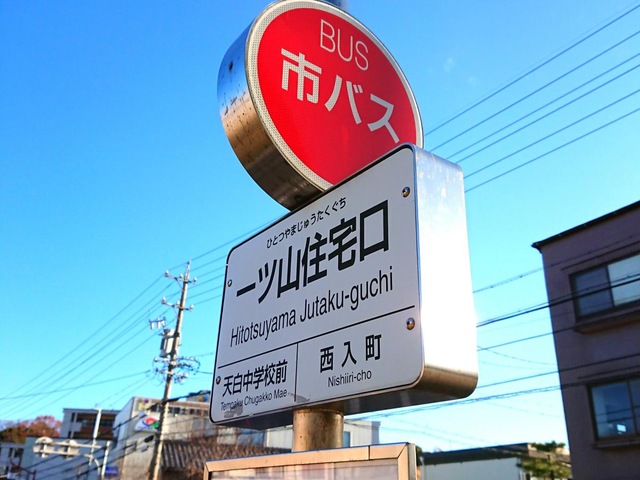 BUS
市バス
ひとつやまじゅうたくぐち
一ツ山住宅口
Hitotsuyama Jutaku-guchi
天白中学校前
Tempaku Chugakko Mae
西入町
Nishiiri-cho